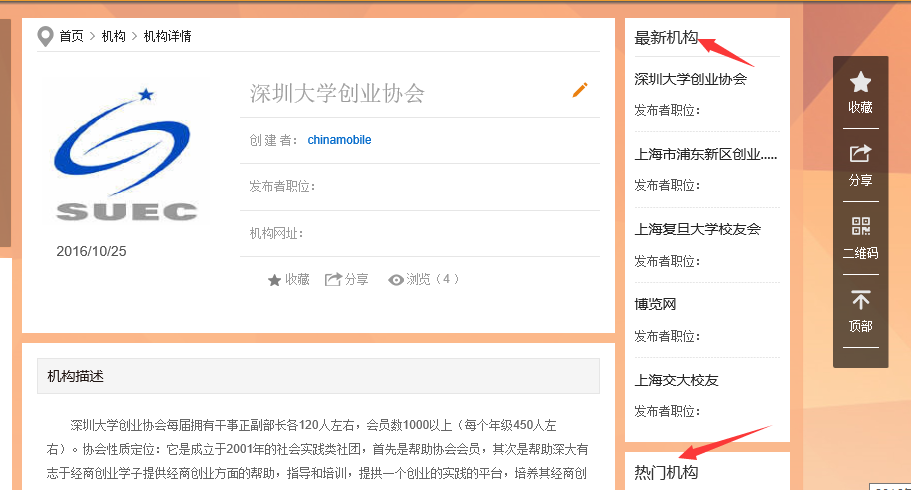 首页 > 机构 > 机构详情
深圳大学创业协会
创 建 者： chinamobile
发布者职位：
机构网址：
SUEC
2016/10/25
收藏 分享 浏览（4）
机构描述
深圳大学创业协会每届拥有干事正副部长各120人左右，会员数1000以上（每个年级450人左
右）。协会性质定位：它是成立于2001年的社会实践类社团，首先是帮助协会会员，其次是帮助深大有
志于经商创业学子提供经商创业方面的帮助，指导和培训，提供一个创业的实践的平台，培养其经商创
最新机构
深圳大学创业协会
发布者职位：
上海市浦东新区创业.....
发布者职位：
上海复旦大学校友会
发布者职位：
博览网
发布者职位：
上海交大校友
发布者职位：
热门机构
收藏
分享
二维码
顶部